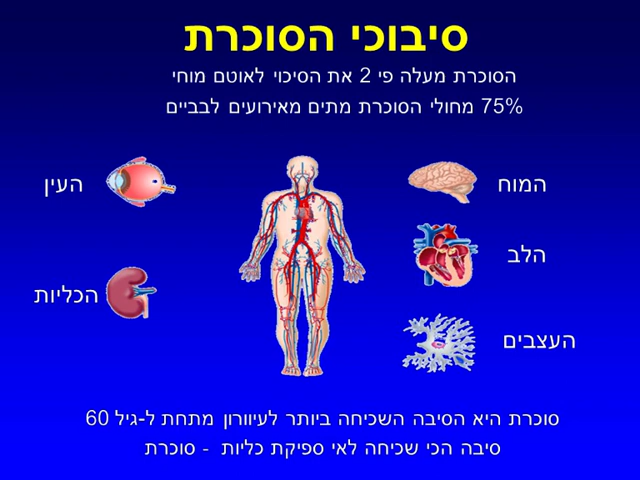 סיבוכי הסוכרת
הסוכרת מעלה פי 2 את הסיכוי לאוטם מוחי
75% מחולי הסוכרת מתים מאירועים לבביים
המוח
העין
הלב
הכליות
העצבים
סוכרת היא הסיבה השכיחה ביותר לעיוורון מתחת ל-גיל 60
סיבה הכי שכיחה לאי ספיקת כליות - סוכרת